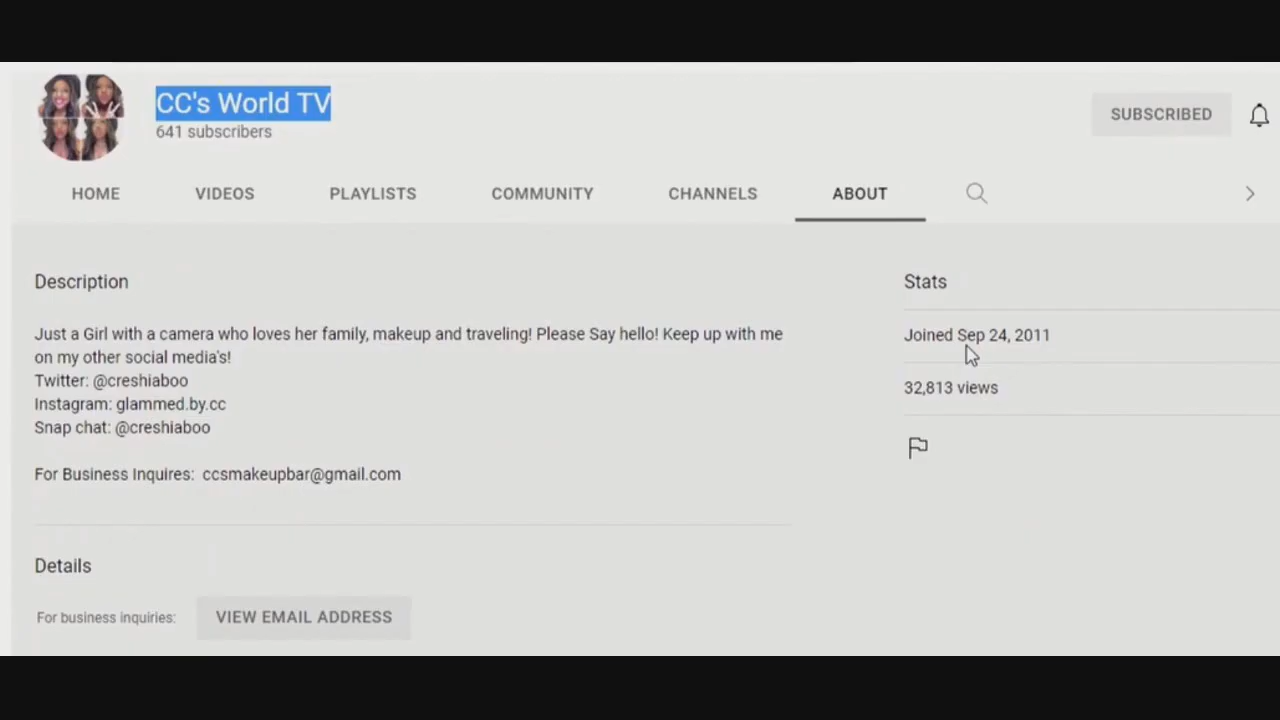 CC's World TV
641 subscribers
SUBSCRIBED
HOME VIDEOS PLAYLISTS COMMUNITY CHANNELS ABOUT
Description
Just a Girl with a camera who loves her family, makeup and traveling! Please Say hello! Keep up with me
on my other social media's!
Twitter: @creshiaboo
Instagram: glammed.by.cc
Snap chat: @creshiaboo
For Business Inquires: ccsmakeupbar@gmail.com
Details
For business inquiries: VIEW EMAIL ADDRESS
Stats
Joined Sep 24, 2011
32,813 views